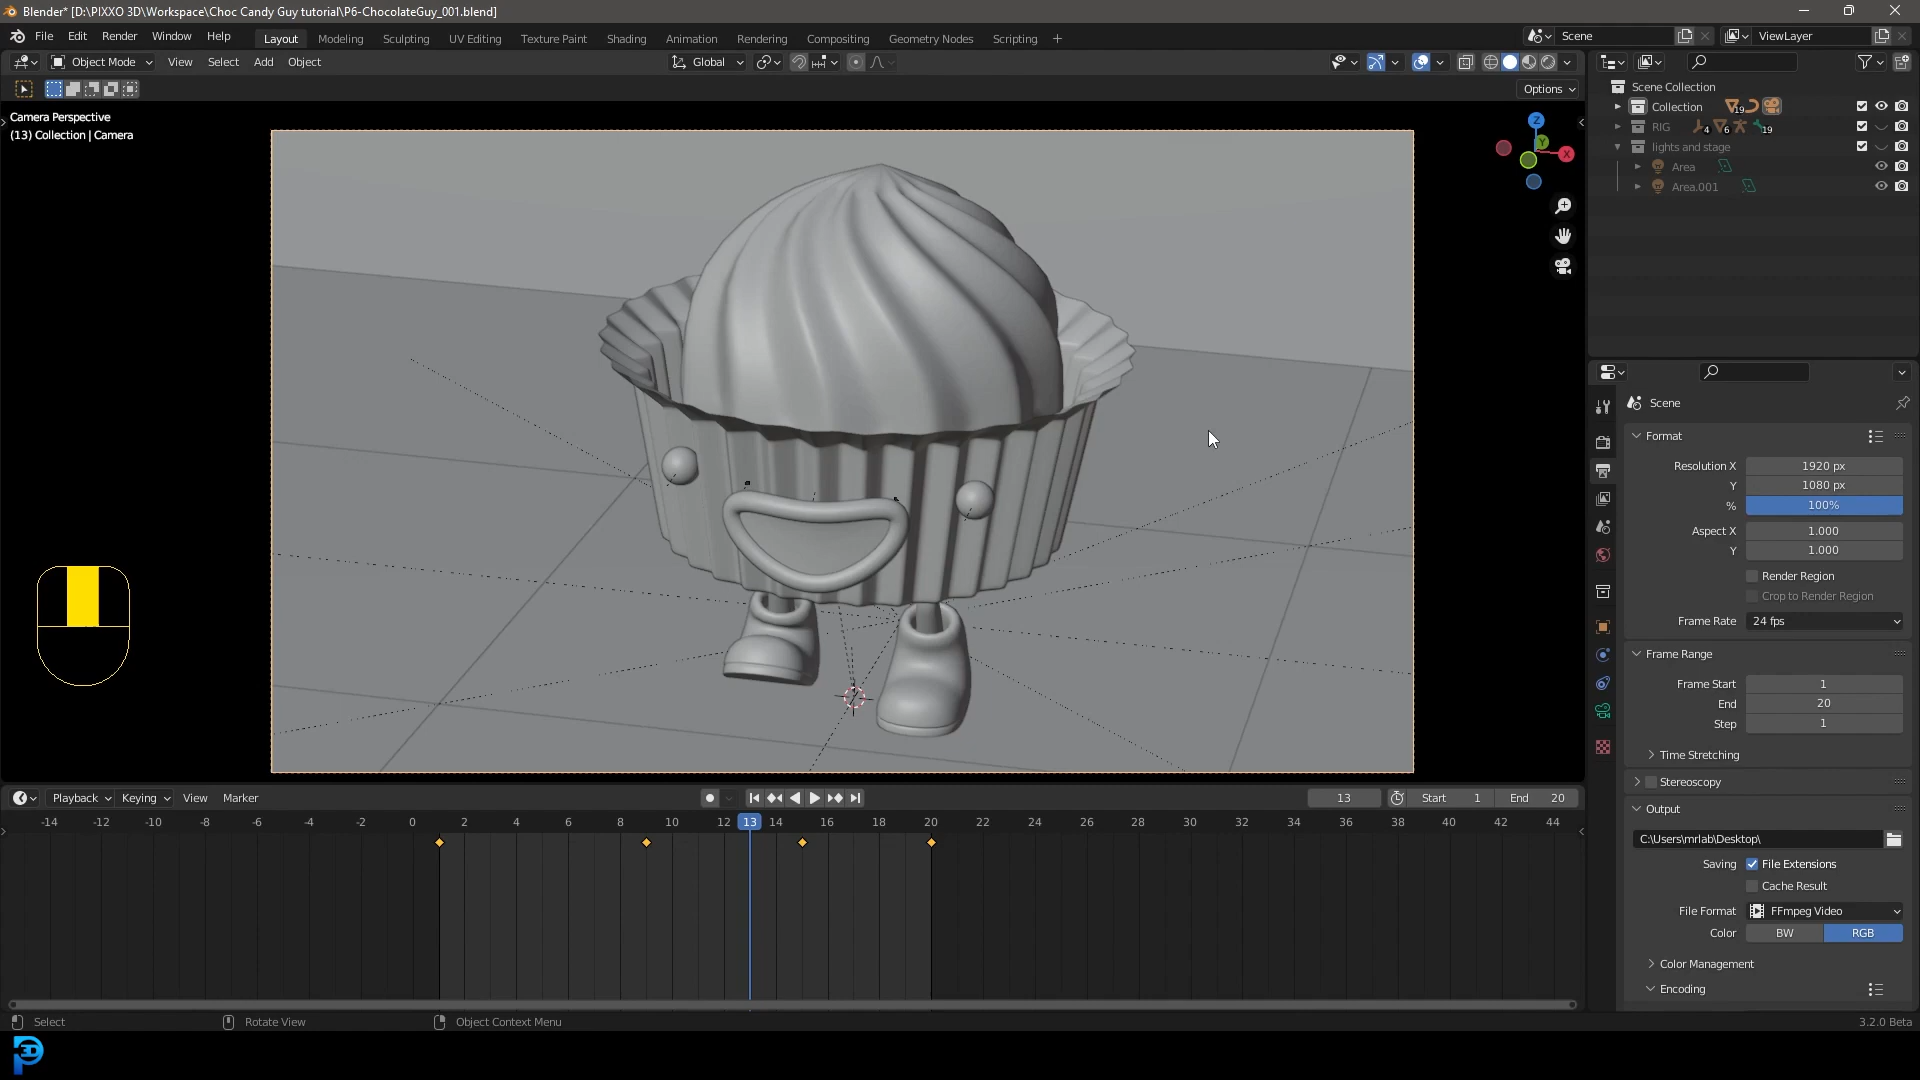 Blender* [D:\PIXXO 3D\Workspace\Choc Candy Guy tutorial\P6-ChocolateGuy_001.blend]
File Edit Render Window Help Layout Modeling Sculpting UV Editing Texture Paint Shading Animation Rendering Compositing Geometry Nodes Scripting + Scene ViewLayer
Object Mode View Select Add Object Global
Options
Camera Perspective
(13) Collection | Camera
Z
Y
X
Scene Collection
Collection 19
RIG 4 6 19
lights and stage
Area
Area.001
Scene
Format
Resolution X 1920 px
Y 1080 px
% 100%
Aspect X 1.000
Y 1.000
Render Region
Crop to Render Region
Frame Rate 24 fps
Frame Range
Frame Start 1
End 20
Step 1
Time Stretching
Stereoscopy
Output
C:\Users\mrlab\Desktop\
Saving File Extensions
Cache Result
File Format FFmpeg Video
Color BW RGB
Color Management
Encoding
Playback Keying View Marker 13 Start 1 End 20
-14 -12 -10 -8 -6 -4 -2 0 2 4 6 8 10 12 13 14 16 18 20 22 24 26 28 30 32 34 36 38 40 42 44
Select Rotate View Object Context Menu 3.2.0 Beta
P3D